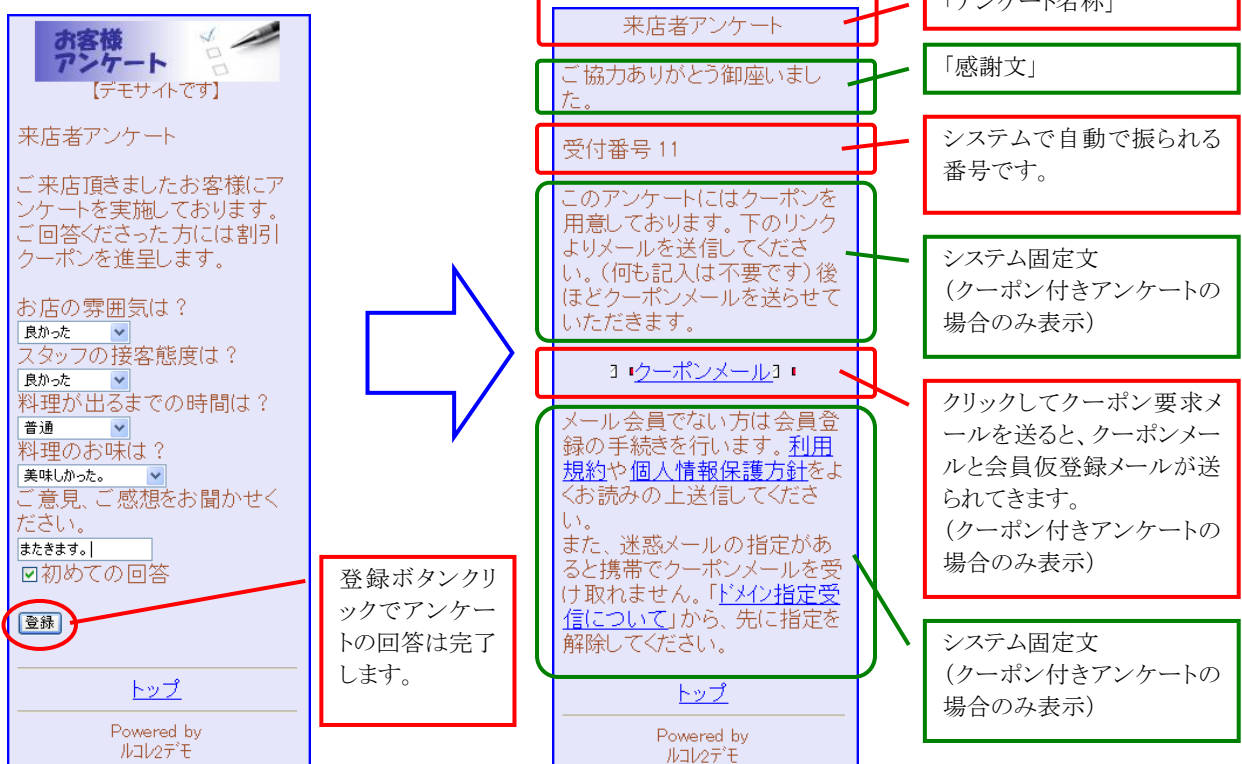 お客様
アンケート
【デモサイトです】
来店者アンケート
ご来店頂きましたお客様にア
ンケートを実施しております。
ご回答くださった方には割引
クーポンを進呈します。
お店の雰囲気は？
良かった
スタッフの接客態度は？
良かった
料理が出るまでの時間は？
普通
料理のお味は？
美味しかった。
ご意見、ご感想をお聞かせく
ださい。
またきます。
初めての回答
登録
トップ
Powered by
ルコレ2デモ
登録ボタンクリ
ックでアンケー
トの回答は完了
します。
来店者アンケート
ご協力ありがとう御座いまし
た。
受付番号 11
このアンケートにはクーポンを
用意しております。下のリンク
よりメールを送信してくださ
い。（何も記入は不要です）後
ほどクーポンメールを送らせて
いただきます。
クーポンメール
メール会員でない方は会員登
録の手続きを行います。利用
規約や個人情報保護方針をよ
くお読みの上送信してくださ
い。
また、迷惑メールの指定があ
ると携帯でクーポンメールを受
け取れません。「ドメイン指定受
信について」から、先に指定を
解除してください。
トップ
Powered by
ルコレ2デモ
「アンケート名称」
「感謝文」
システムで自動で振られる
番号です。
システム固定文
（クーポン付きアンケートの
場合のみ表示）
クリックしてクーポン要求メ
ールを送ると、クーポンメー
ルと会員仮登録メールが送
られてきます。
（クーポン付きアンケートの
場合のみ表示）
システム固定文
（クーポン付きアンケートの
場合のみ表示）